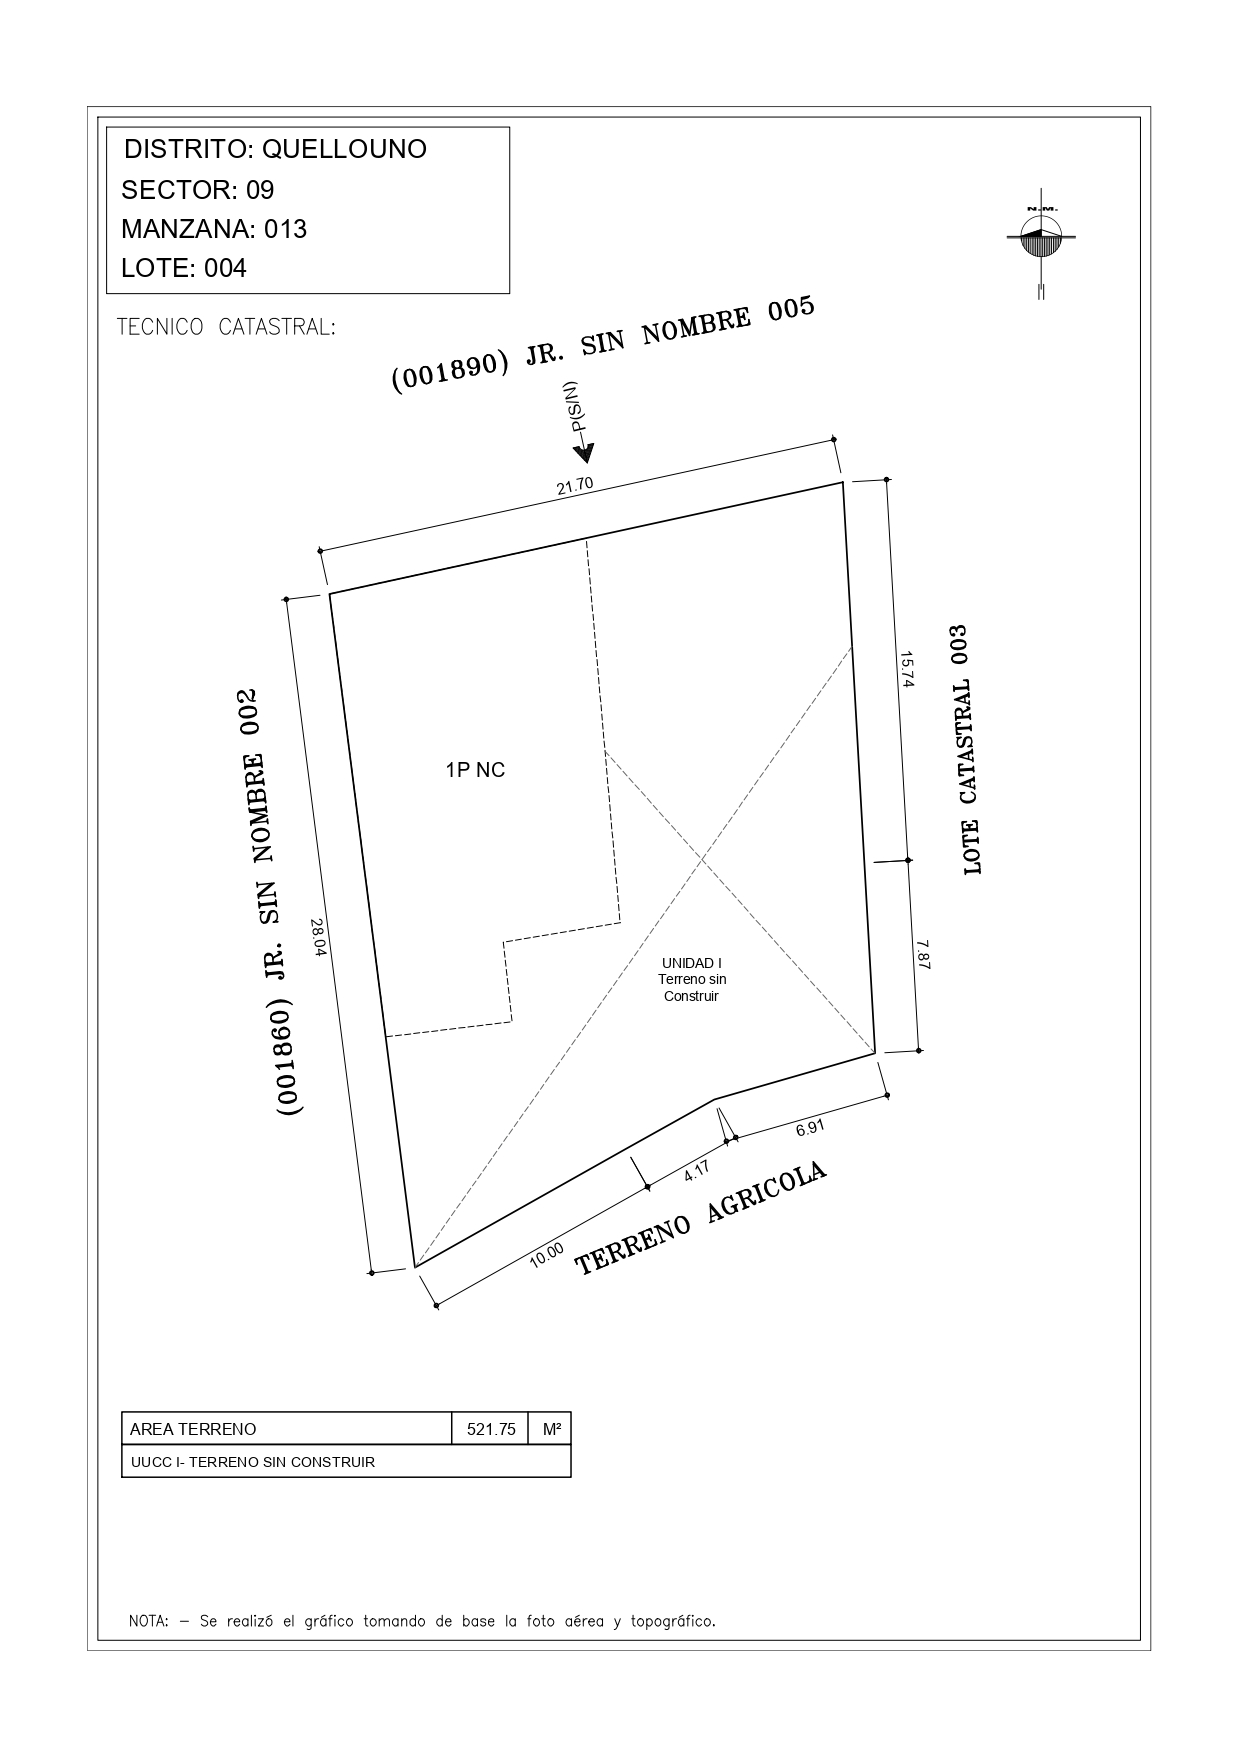 DISTRITO: QUELLOUNO
SECTOR: 09
MANZANA: 013
LOTE: 004
N.M.
TECNICO CATASTRAL:
(001890) JR. SIN NOMBRE 005
P(S/N)
21.70
15.74
LOTE CATASTRAL 003
(001860) JR. SIN NOMBRE 002
1P NC
28.04
7.87
UNIDAD I
Terreno sin
Construir
6.91
4.17
10.00
TERRENO AGRICOLA
AREA TERRENO 521.75 M²
UUCC I- TERRENO SIN CONSTRUIR
NOTA: - Se realizó el gráfico tomando de base la foto aérea y topográfico.